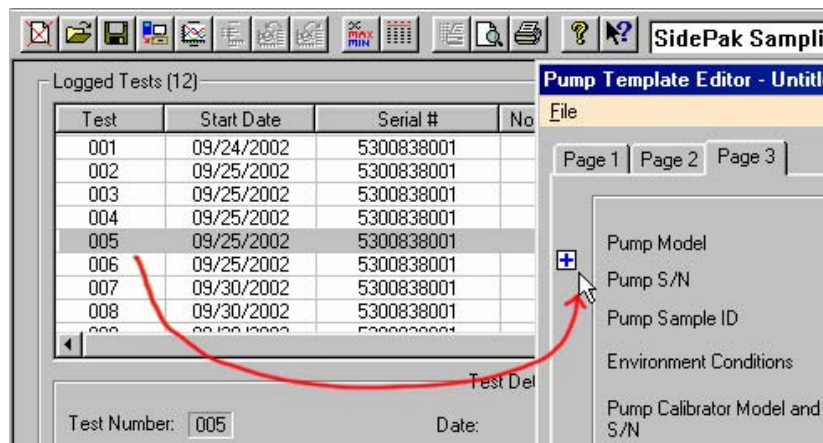 % MAX MIN
SidePak Sampli
Logged Tests (12)
Test Start Date Serial # No
001 09/24/2002 5300838001
002 09/25/2002 5300838001
003 09/25/2002 5300838001
004 09/25/2002 5300838001
005 09/25/2002 5300838001
006 09/25/2002 5300838001
007 09/30/2002 5300838001
008 09/30/2002 5300838001
Test Det
Test Number: 005 Date:
Pump Template Editor - Untitl
File
Page 1 Page 2 Page 3
Pump Model
Pump S/N
Pump Sample ID
Environment Conditions
Pump Calibrator Model and
S/N